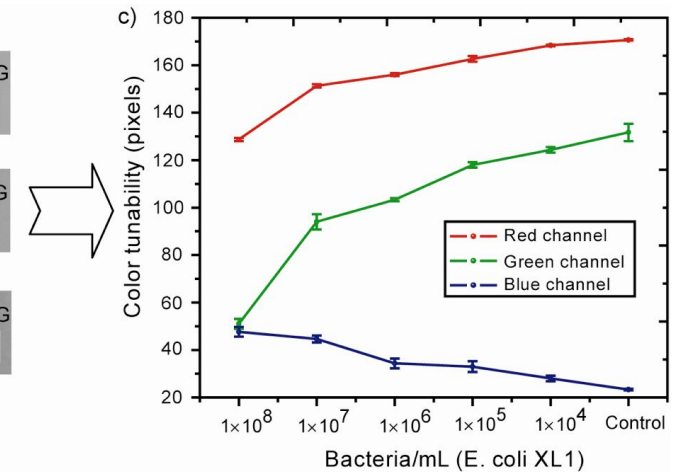 c)
G
G
G
180
160
140
120
100
80
60
40
20
Color tunability (pixels)
Red channel
Green channel
Blue channel
1×10⁸ 1×10⁷ 1×10⁶ 1×10⁵ 1×10⁴ Control
Bacteria/mL (E. coli XL1)